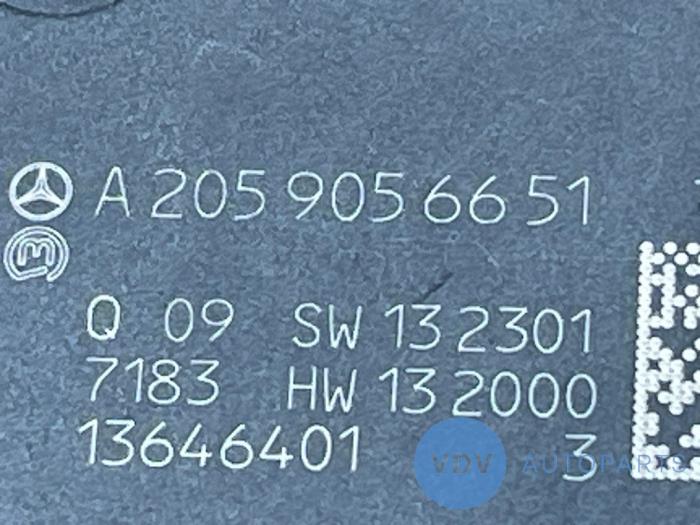 A 205 905 66 51
Q 09 SW 13 2301
7183 HW 13 2000
13646401 3
VDV AUTOPARTS